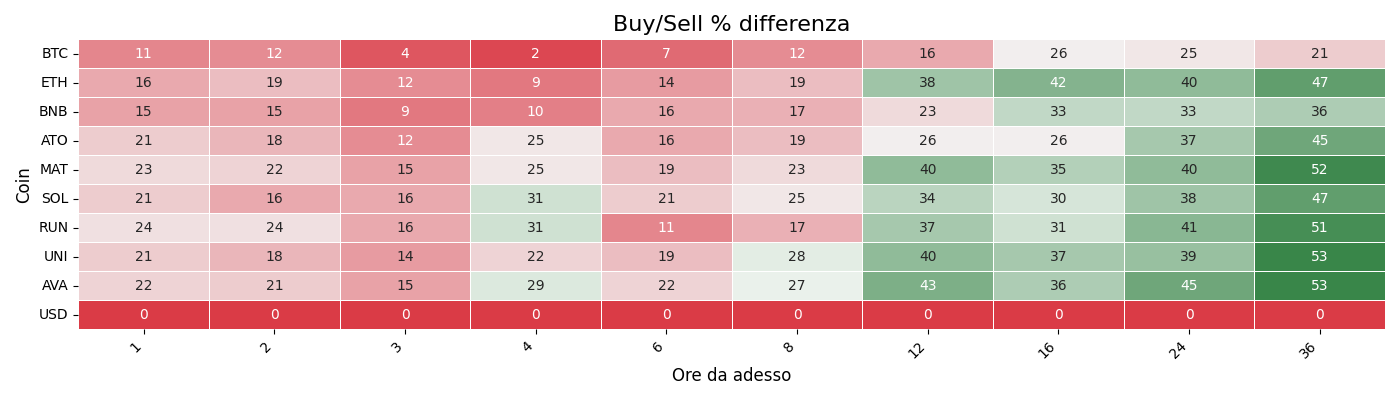 Buy/Sell % differenza
BTC 11 12 4 2 7 12 16 26 25 21
ETH 16 19 12 9 14 19 38 42 40 47
BNB 15 15 9 10 16 17 23 33 33 36
ATO 21 18 12 25 16 19 26 26 37 45
MAT 23 22 15 25 19 23 40 35 40 52
SOL 21 16 16 31 21 25 34 30 38 47
RUN 24 24 16 31 11 17 37 31 41 51
UNI 21 18 14 22 19 28 40 37 39 53
AVA 22 21 15 29 22 27 43 36 45 53
USD 0 0 0 0 0 0 0 0 0 0
1 2 3 4 6 8 12 16 24 36
Coin
Ore da adesso